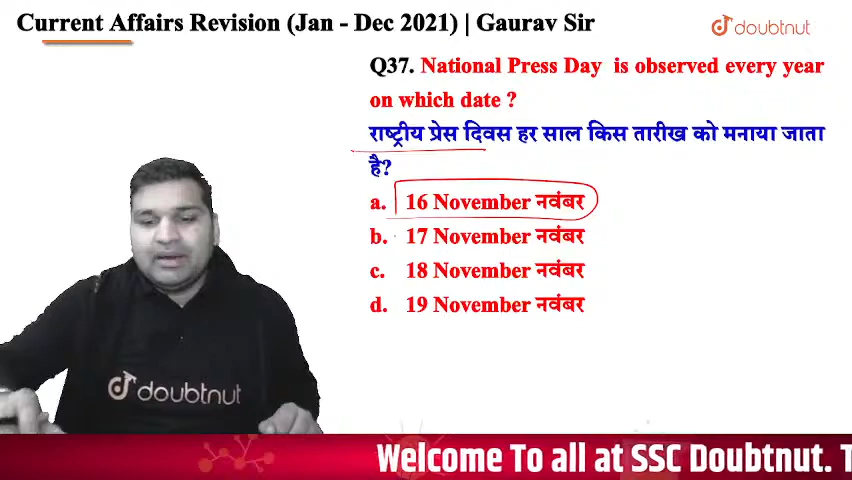 Current Affairs Revision (Jan - Dec 2021) | Gaurav Sir
doubtnut
Q37. National Press Day is observed every year
on which date ?
राष्ट्रीय प्रेस दिवस हर साल किस तारीख को मनाया जाता
है?
a. 16 November नवंबर
b. 17 November नवंबर
c. 18 November नवंबर
d. 19 November नवंबर
doubtnut
Welcome To all at SSC Doubtnut. T